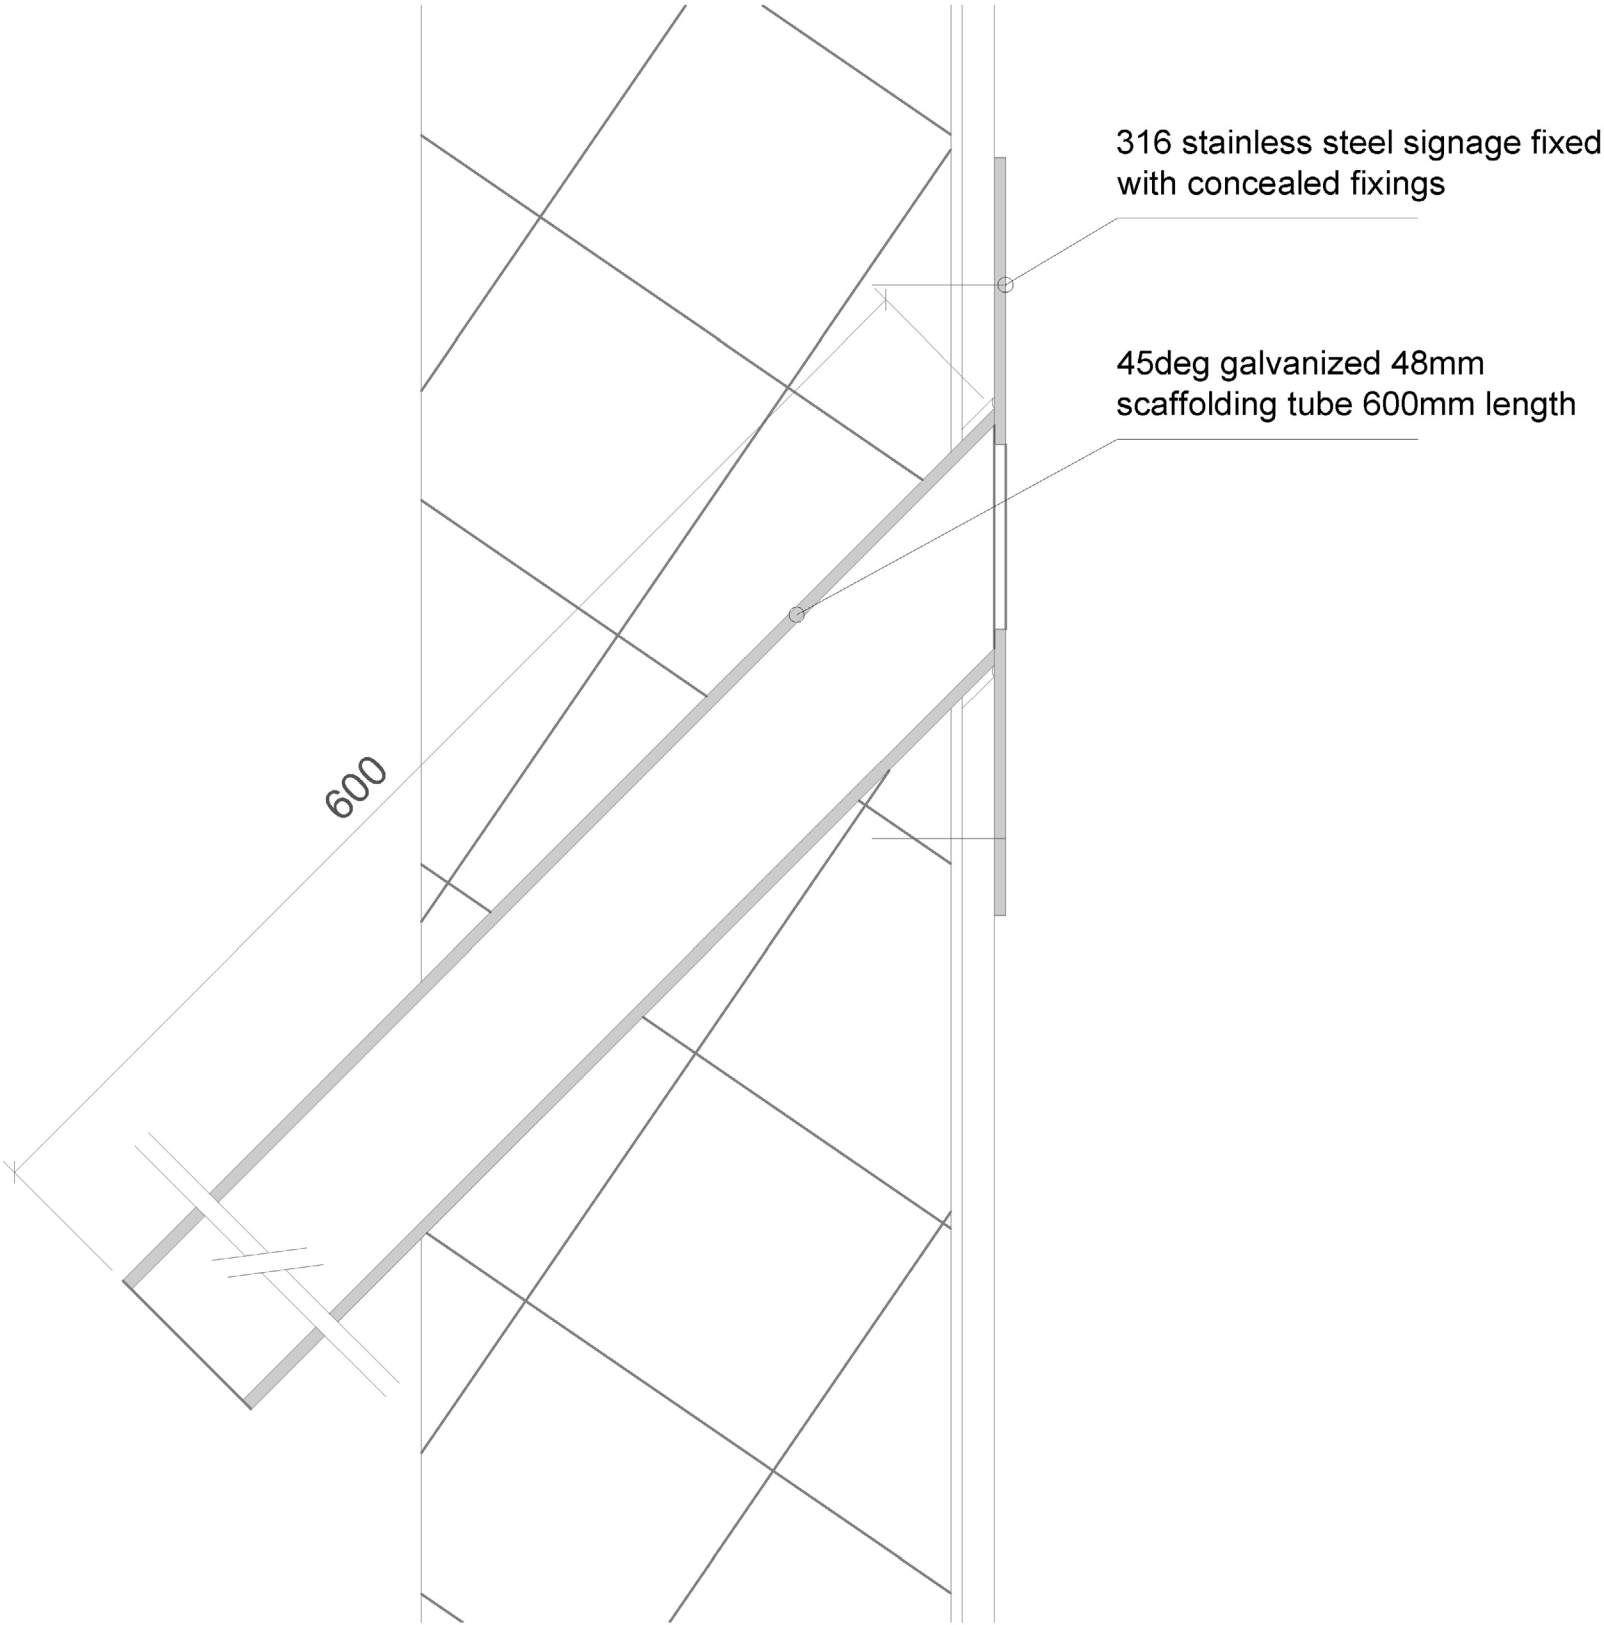 316 stainless steel signage fixed
with concealed fixings
45deg galvanized 48mm
scaffolding tube 600mm length
600